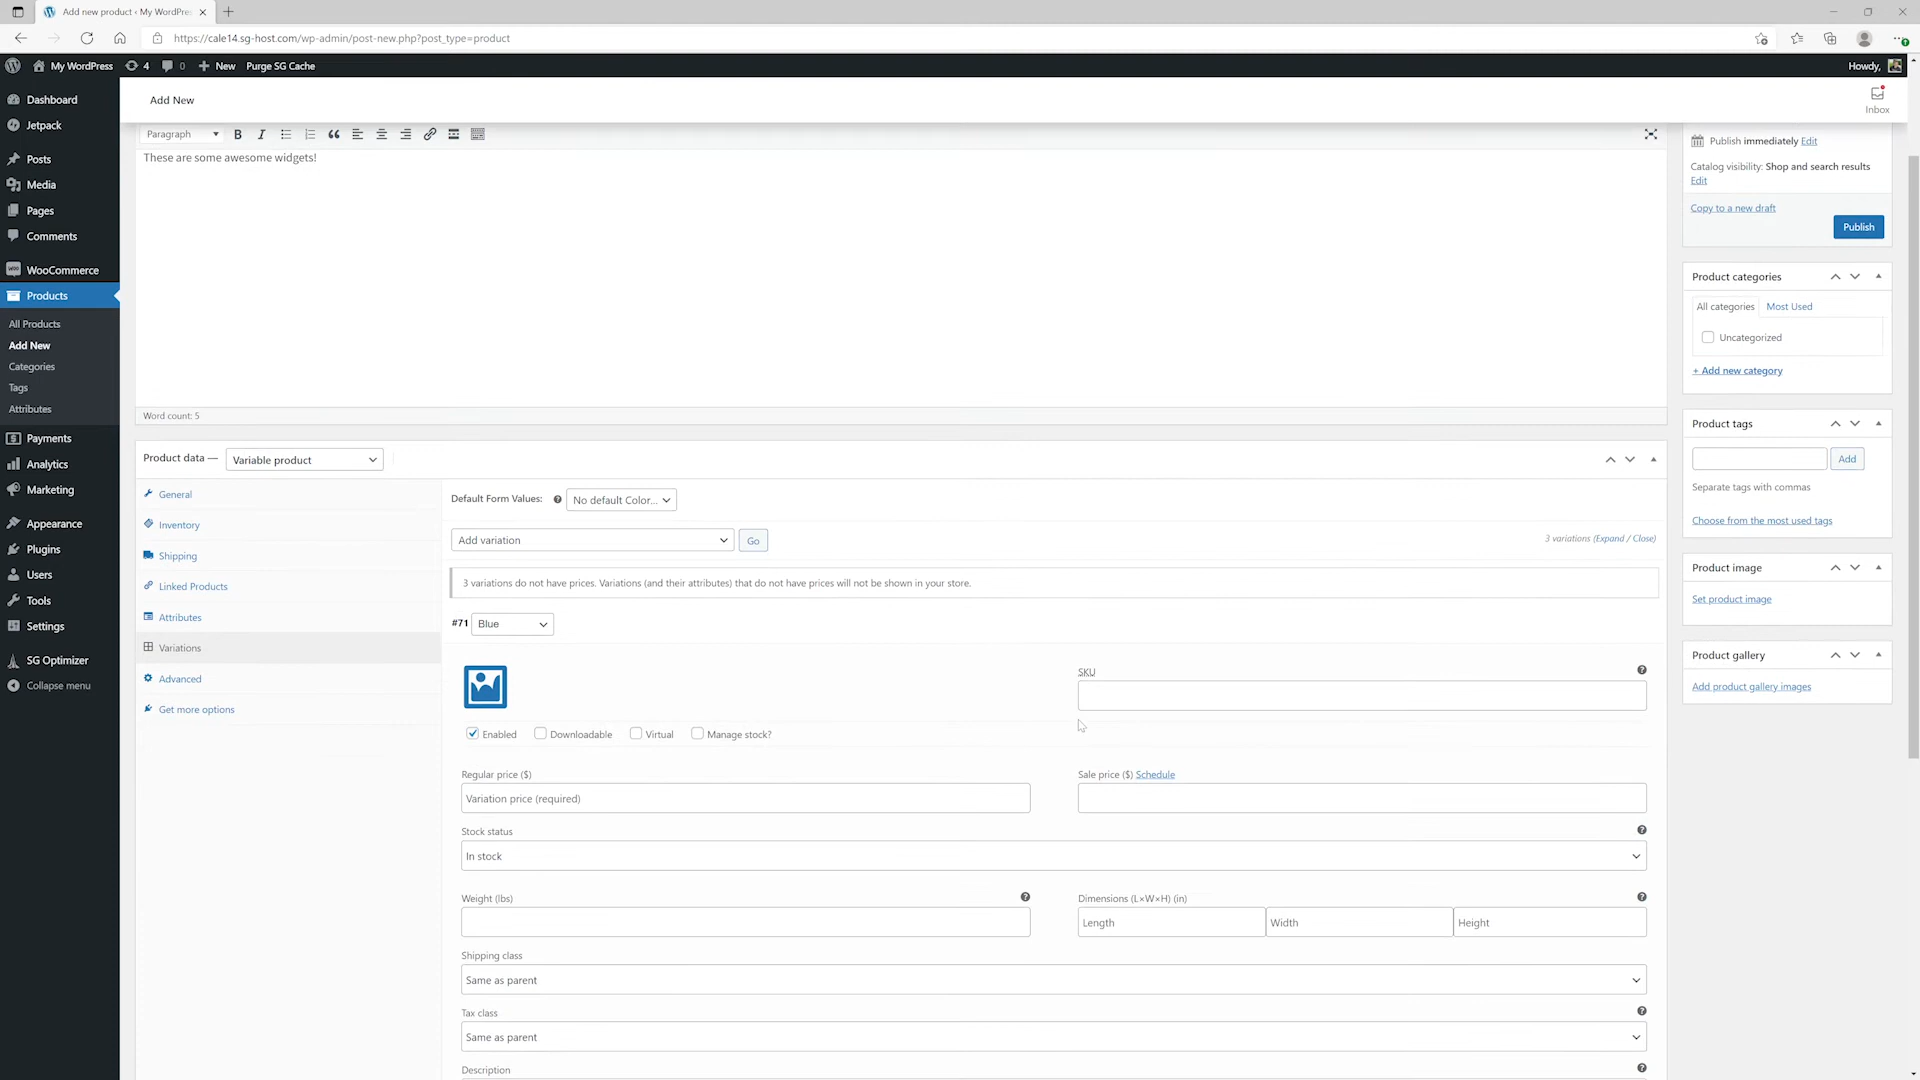 Add new product ‹ My WordPre
https://cale14.sg-host.com/wp-admin/post-new.php?post_type=product
My WordPress
4
0
New
Purge SG Cache
Howdy,
Dashboard
Jetpack
Posts
Media
Pages
Comments
WooCommerce
Products
All Products
Add New
Categories
Tags
Attributes
Payments
Analytics
Marketing
Appearance
Plugins
Users
Tools
Settings
SG Optimizer
Collapse menu
Add New
Inbox
Paragraph
These are some awesome widgets!
Word count: 5
Product data —
Variable product
General
Inventory
Shipping
Linked Products
Attributes
Variations
Advanced
Get more options
Default Form Values:
No default Color...
Add variation
Go
3 variations (Expand / Close)
3 variations do not have prices. Variations (and their attributes) that do not have prices will not be shown in your store.
#71
Blue
SKU
Enabled
Downloadable
Virtual
Manage stock?
Regular price ($)
Variation price (required)
Sale price ($) Schedule
Stock status
In stock
Weight (lbs)
Dimensions (L×W×H) (in)
Length
Width
Height
Shipping class
Same as parent
Tax class
Same as parent
Description
Publish immediately Edit
Catalog visibility: Shop and search results
Edit
Copy to a new draft
Publish
Product categories
All categories
Most Used
Uncategorized
+ Add new category
Product tags
Add
Separate tags with commas
Choose from the most used tags
Product image
Set product image
Product gallery
Add product gallery images